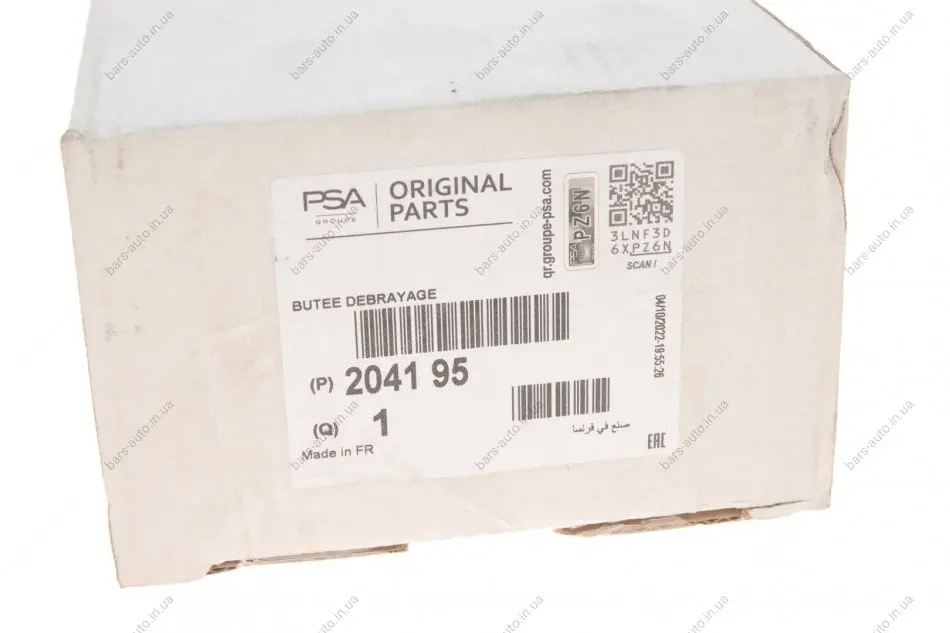 PSA
GROUPE
ORIGINAL
PARTS
qr.groupe-psa.com
PZ6N
3LNF3D
6XPZ6N
SCAN!
BUTEE DEBRAYAGE
04/10/2022-19:55:26
(P) 2041 95
(Q) 1
Made in FR
صنع في فرنسا
EAC
bars-auto.in.ua